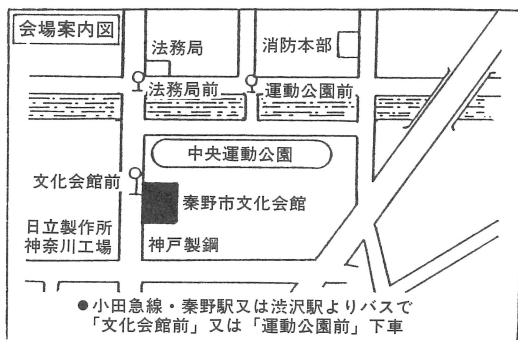 会場案内図
法務局
消防本部
法務局前
運動公園前
中央運動公園
文化会館前
秦野市文化会館
日立製作所
神奈川工場
神戸製鋼
●小田急線・秦野駅又は渋沢駅よりバスで
「文化会館前」又は「運動公園前」下車